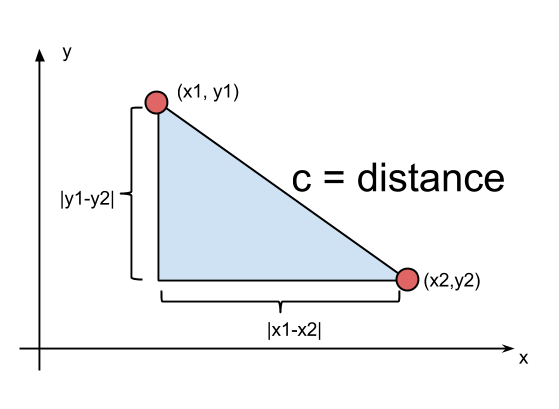 y
(x1, y1)
c = distance
|y1-y2|
(x2,y2)
|x1-x2|
x